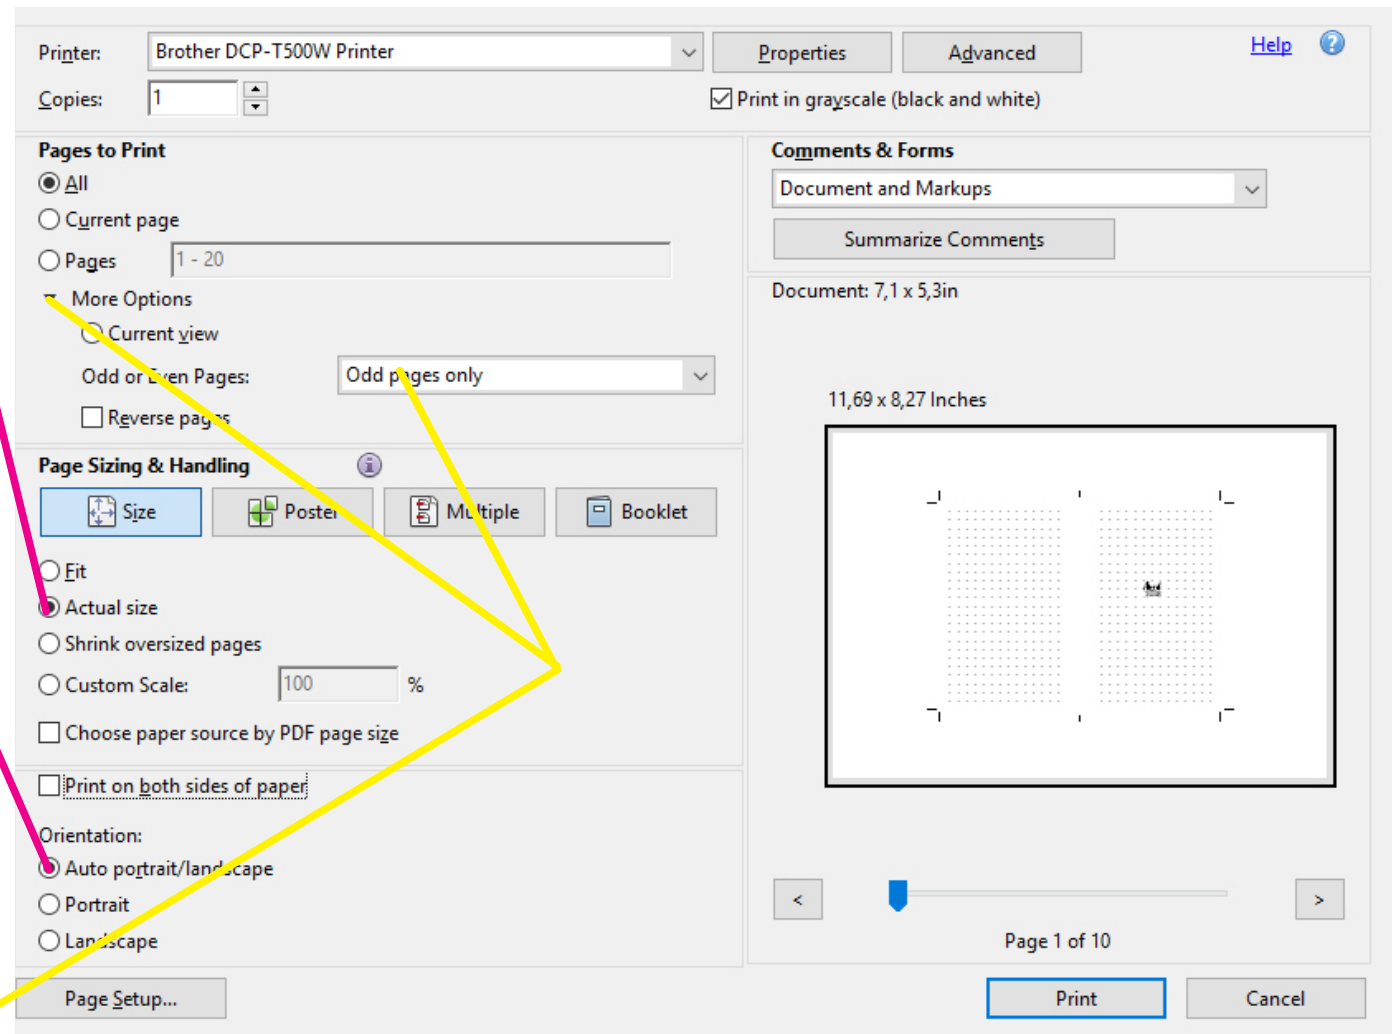 Printer: Brother DCP-T500W Printer Properties Advanced Help ?
Copies: 1 Print in grayscale (black and white)
Pages to Print
All
Current page
Pages 1 - 20
More Options
Current view
Odd or Even Pages: Odd pages only
Reverse pages
Page Sizing & Handling i
Size Poster Multiple Booklet
Fit
Actual size
Shrink oversized pages
Custom Scale: 100 %
Choose paper source by PDF page size
Print on both sides of paper
Orientation:
Auto portrait/landscape
Portrait
Landscape
Page Setup...
Comments & Forms
Document and Markups
Summarize Comments
Document: 7,1 x 5,3in
11,69 x 8,27 Inches
< >
Page 1 of 10
Print Cancel